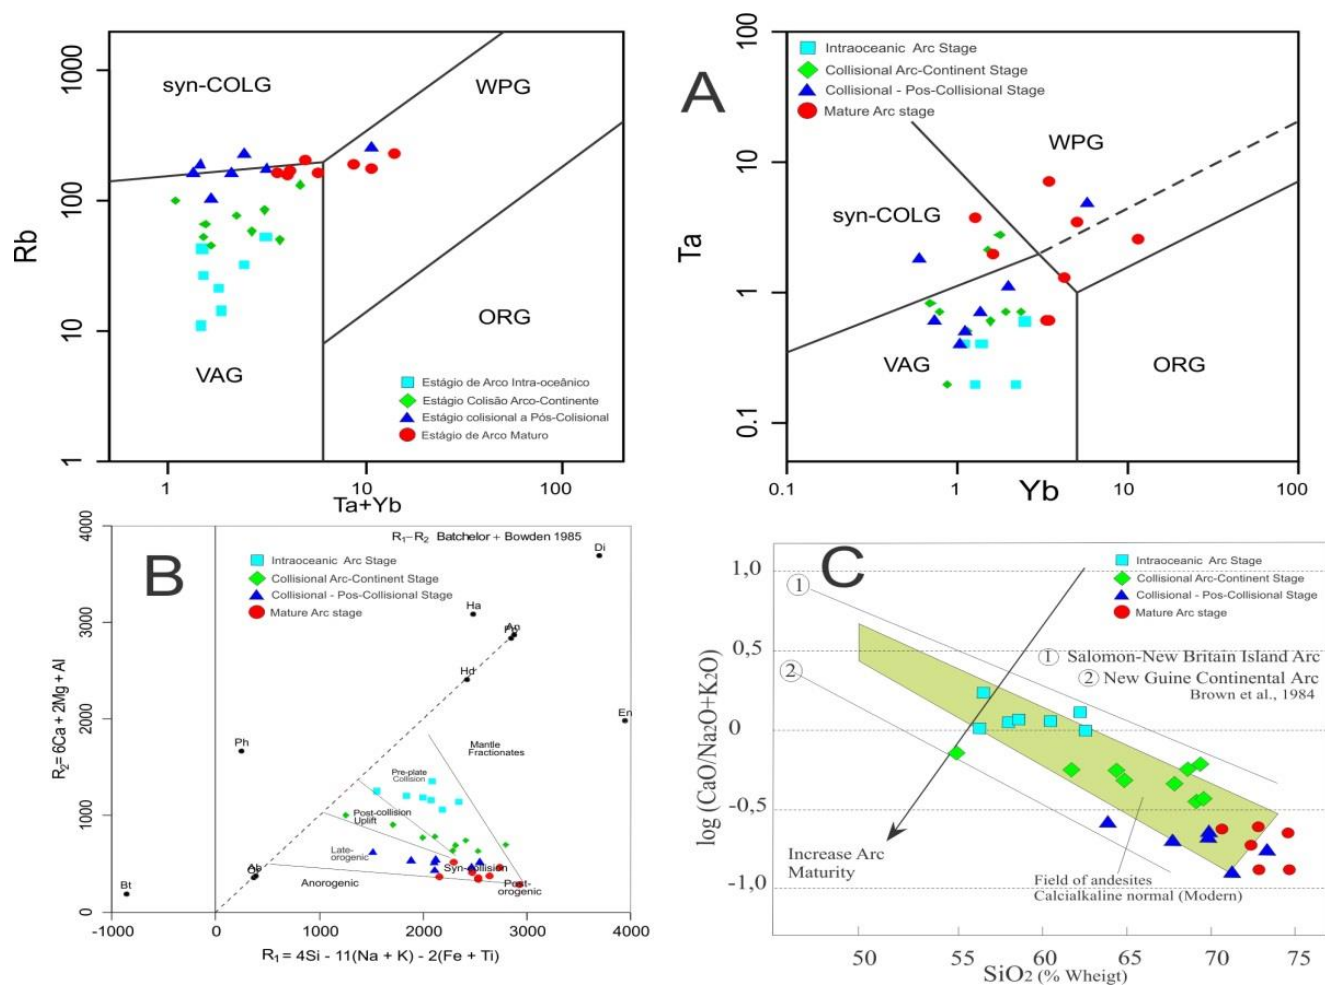 syn-COLG
WPG
ORG
VAG
1000
100
10
1
Rb
1
10
100
Ta+Yb
Estágio de Arco Intra-oceânico
Estágio Colisão Arco-Continente
Estágio colisional a Pós-Colisional
Estágio de Arco Maturo
A
Intraoceanic Arc Stage
Collisional Arc-Continent Stage
Collisional - Pos-Collisional Stage
Mature Arc stage
WPG
syn-COLG
VAG
ORG
100
10
1
0.1
Ta
0.1
1
10
100
Yb
B
R₁-R₂ Batchelor + Bowden 1985
Intraoceanic Arc Stage
Collisional Arc-Continent Stage
Collisional - Pos-Collisional Stage
Mature Arc stage
Di
Ha
An
Hd
En
Ph
Ab
Bt
Mantle
Fractionates
Pre-plate
Collision
Post-collision
Uplift
Late-
orogenic
Syn-collision
Anorogenic
Post-
orogenic
4000
3000
2000
1000
0
R₂= 6Ca + 2Mg + Al
-1000
0
1000
2000
3000
4000
R₁ = 4Si - 11(Na + K) - 2(Fe + Ti)
C
Intraoceanic Arc Stage
Collisional Arc-Continent Stage
Collisional - Pos-Collisional Stage
Mature Arc stage
1
2
① Salomon-New Britain Island Arc
② New Guine Continental Arc
Brown et al., 1984
Increase Arc
Maturity
Field of andesites
Calcialkaline normal (Modern)
1,0
0,5
0
-0,5
-1,0
log (CaO/Na₂O+K₂O)
50
55
60
65
70
75
SiO₂ (% Wheigt)